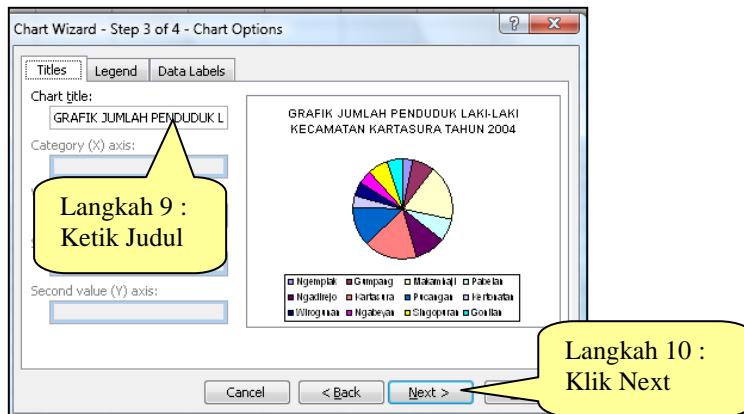 Chart Wizard - Step 3 of 4 - Chart Options
Titles Legend Data Labels
Chart title:
GRAFIK JUMLAH PENDUDUK L
Category (X) axis:
Langkah 9 :
Ketik Judul
Second value (Y) axis:
GRAFIK JUMLAH PENDUDUK LAKI-LAKI
KECAMATAN KARTASURA TAHUN 2004
Ngemplak Gumpang Makamhaji Pabelan
Ngadirejo Kartasura Pucangan Kertonatan
Wirogunan Ngabeyan Singopuran Gonilan
Langkah 10 :
Klik Next
Cancel < Back Next >